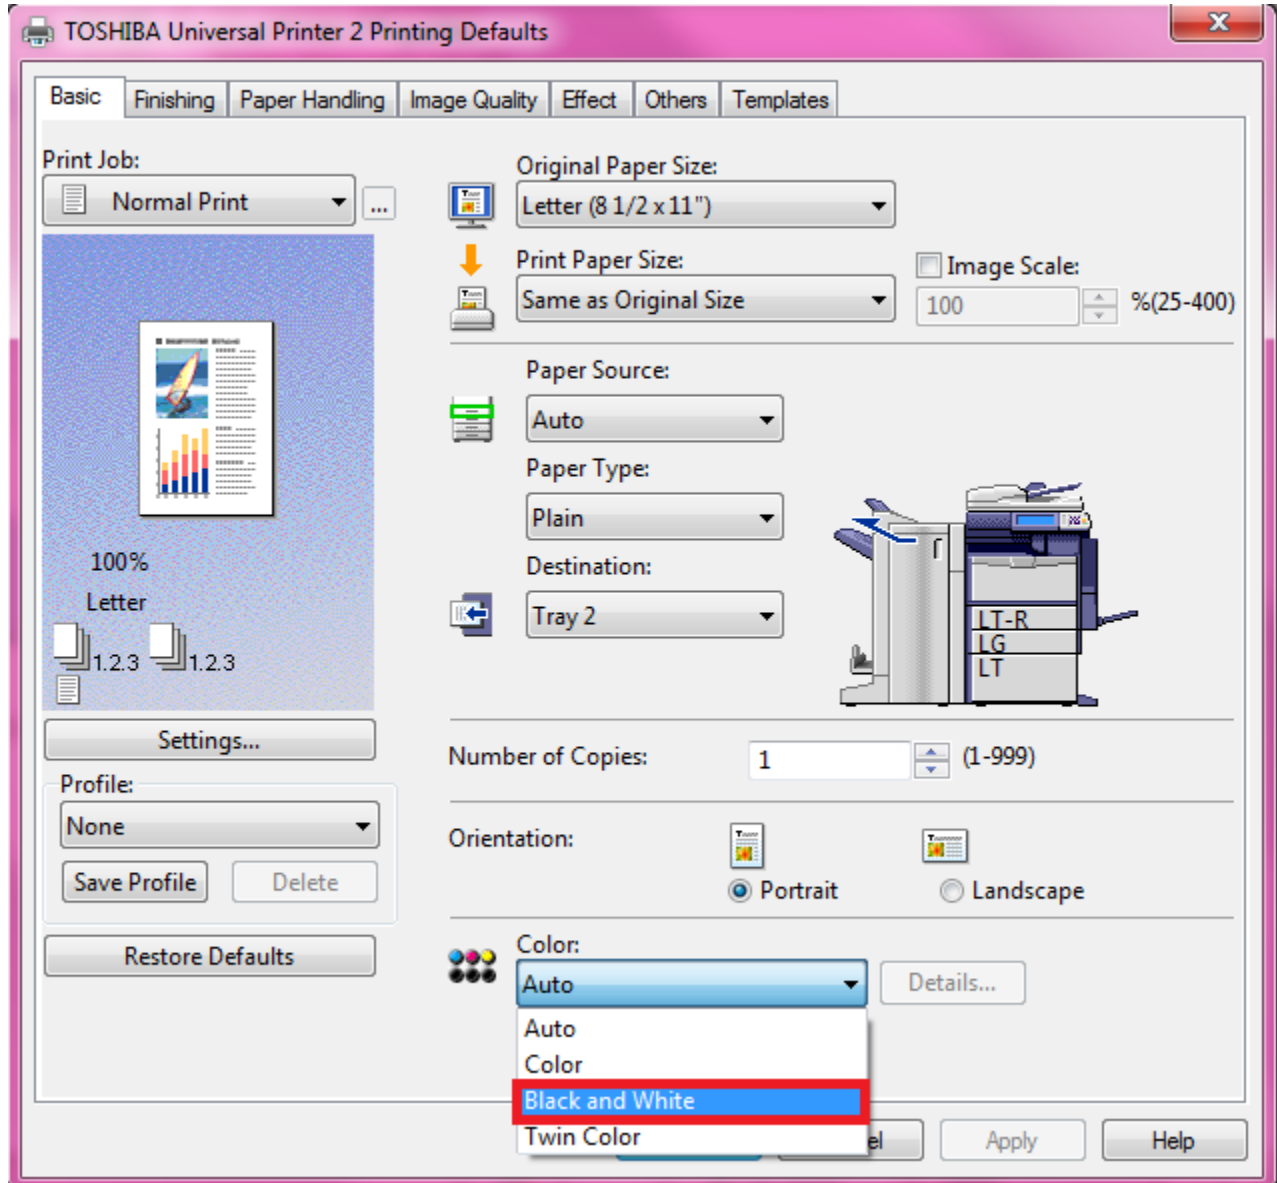 TOSHIBA Universal Printer 2 Printing Defaults
Basic Finishing Paper Handling Image Quality Effect Others Templates
Print Job:
Normal Print
...
100%
Letter
1.2.3 1.2.3
Settings...
Profile:
None
Save Profile Delete
Restore Defaults
Original Paper Size:
Letter (8 1/2 x 11")
Print Paper Size:
Same as Original Size
Image Scale:
100 %(25-400)
Paper Source:
Auto
Paper Type:
Plain
Destination:
Tray 2
LT-R
LG
LT
Number of Copies: 1 (1-999)
Orientation:
Portrait Landscape
Color:
Auto Details...
Auto
Color
Black and White
Twin Color
Apply Help